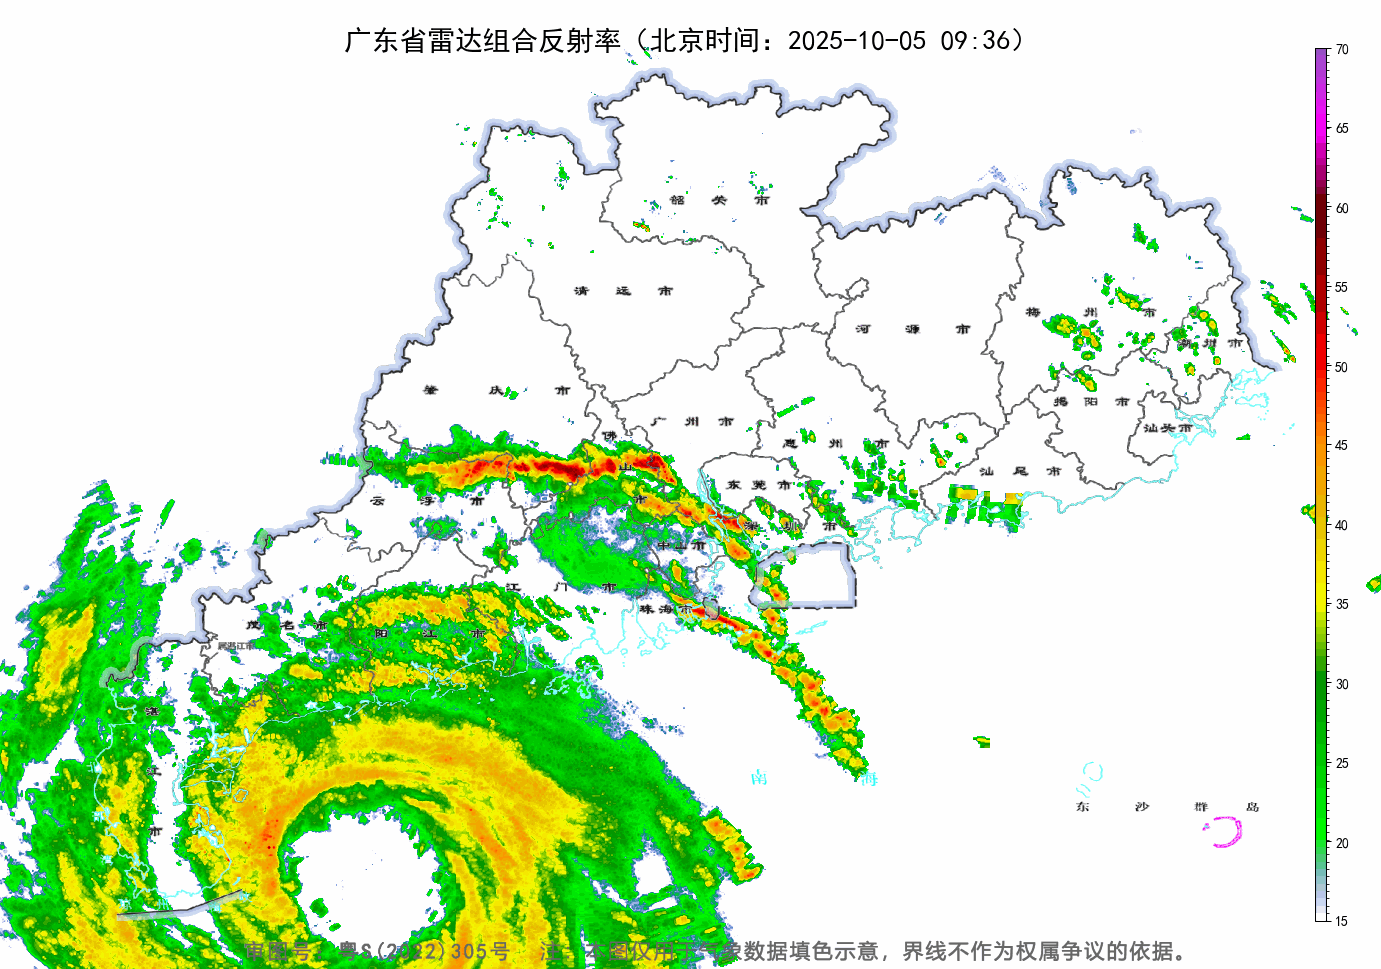 广东省雷达组合反射率（北京时间：2025-10-05 09:36）
70
65
60
55
50
45
40
35
30
25
20
15
韶 关 市
清 远 市
河 源 市
梅 州 市
潮 州 市
肇 庆 市
揭 阳 市
广 州 市
汕头市
佛 山 市
惠 州 市
汕 尾 市
东 莞 市
云 浮 市
深 圳 市
中山市
江 门 市
珠海市
茂 名 市
阳 江 市
属湛江市
湛 江 市
南 海
东 沙 群 岛
审图号：粤S(2022)305号 注：本图仅用于气象数据填色示意，界线不作为权属争议的依据。